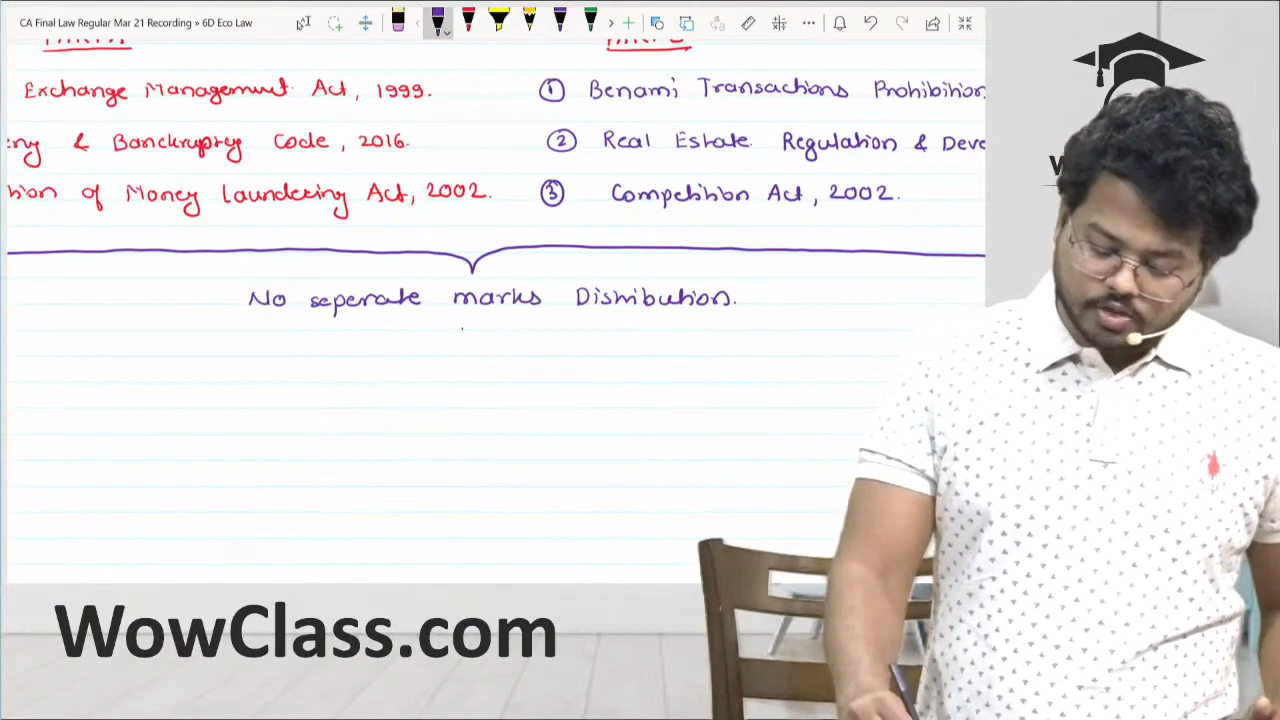 CA Final Law Regular Mar 21 Recording » 6D Eco Law
Exchange Management Act, 1999.
& Banckruptcy Code, 2016.
of Money laundering Act, 2002.
① Benami Transactions Prohibition
② Real Estate Regulation & Deve
③ Competition Act, 2002.
No seperate marks Distribution.
WowClass.com